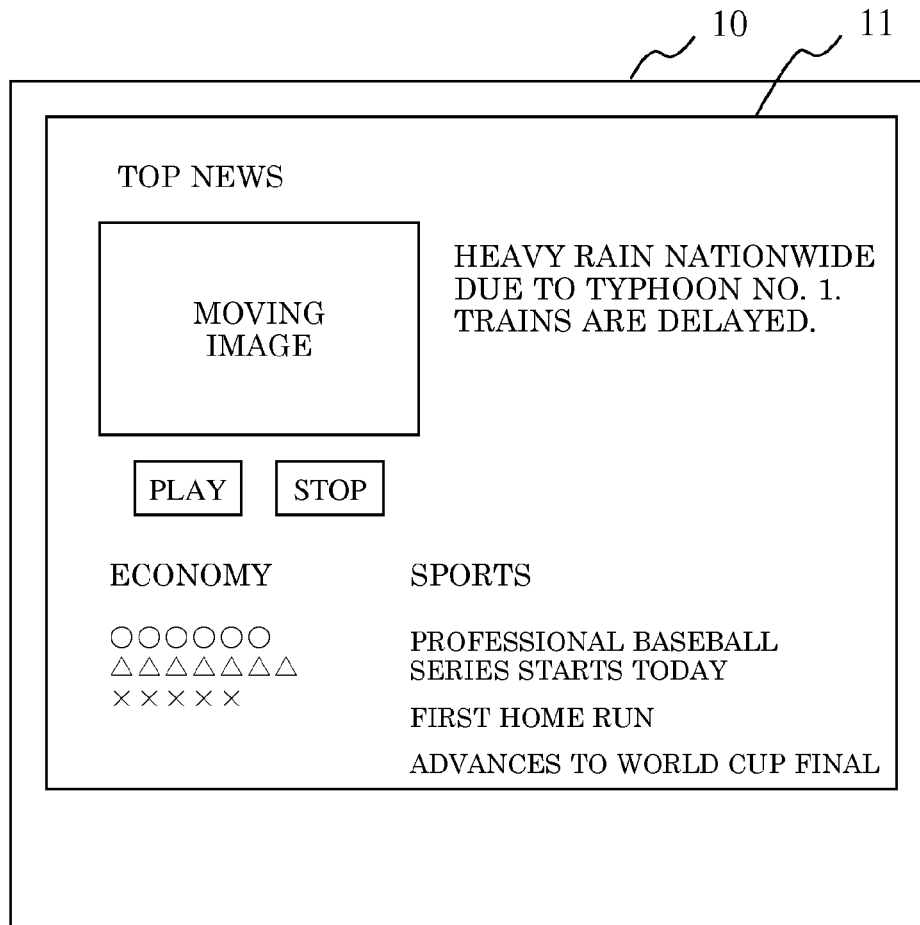 10
11
TOP NEWS
MOVING
IMAGE
HEAVY RAIN NATIONWIDE
DUE TO TYPHOON NO. 1.
TRAINS ARE DELAYED.
PLAY
STOP
ECONOMY
○○○○○○
△△△△△△△
×××××
SPORTS
PROFESSIONAL BASEBALL
SERIES STARTS TODAY
FIRST HOME RUN
ADVANCES TO WORLD CUP FINAL